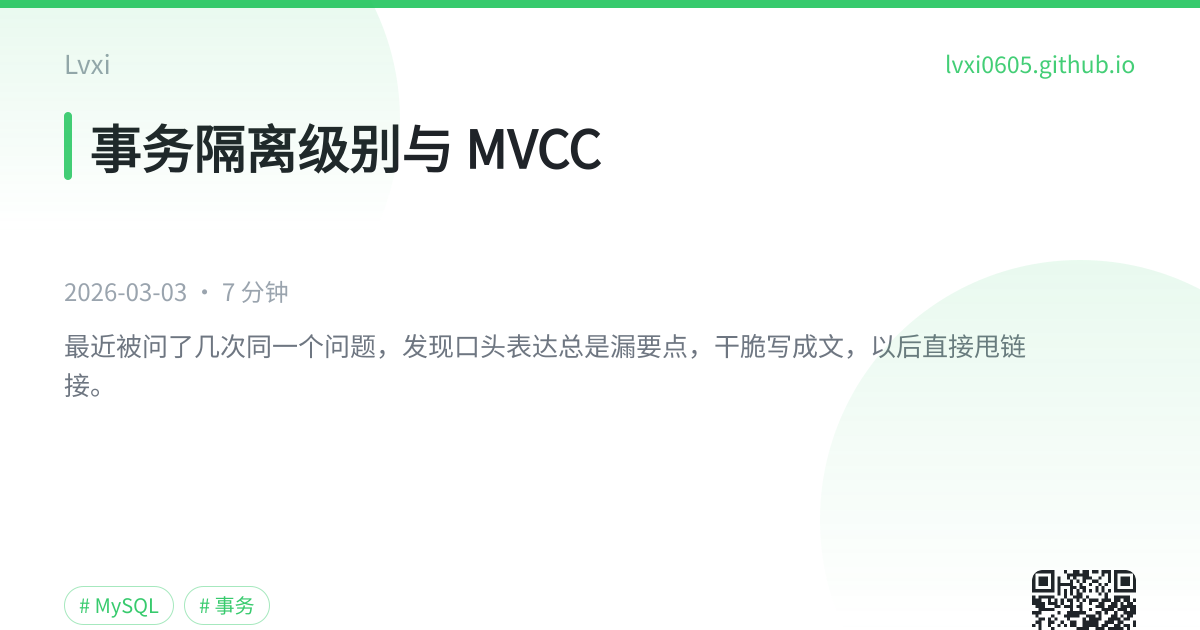 Lvxi
lvxi0605.github.io
事务隔离级别与 MVCC
2026-03-03 · 7 分钟
最近被问了几次同一个问题，发现口头表达总是漏要点，干脆写成文，以后直接甩链
接。
# MySQL
# 事务